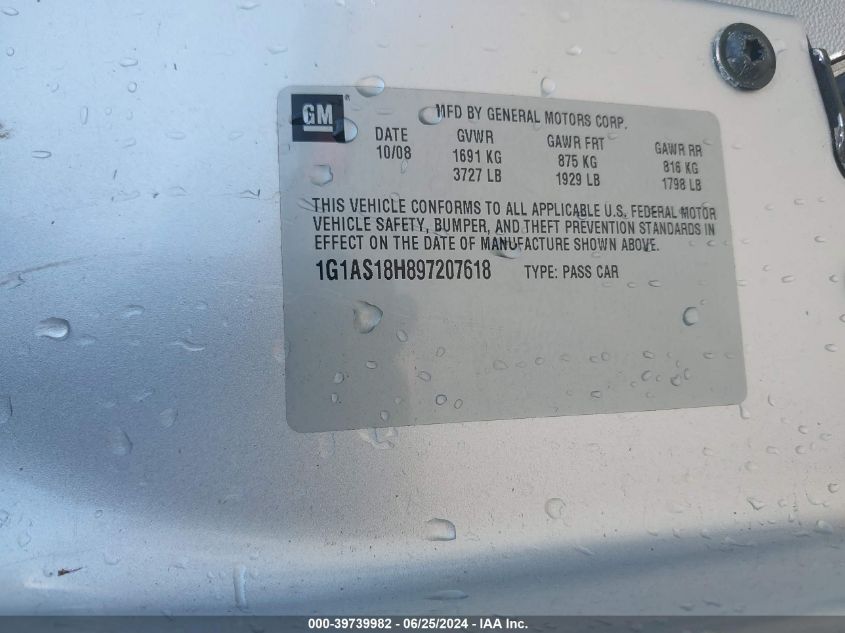 GM ®
MFD BY GENERAL MOTORS CORP.
DATE GVWR GAWR FRT GAWR RR
10/08 1691 KG 875 KG 816 KG
3727 LB 1929 LB 1798 LB
THIS VEHICLE CONFORMS TO ALL APPLICABLE U.S. FEDERAL MOTOR
VEHICLE SAFETY, BUMPER, AND THEFT PREVENTION STANDARDS IN
EFFECT ON THE DATE OF MANUFACTURE SHOWN ABOVE.
1G1AS18H897207618 TYPE: PASS CAR
000-39739982 - 06/25/2024 - IAA Inc.